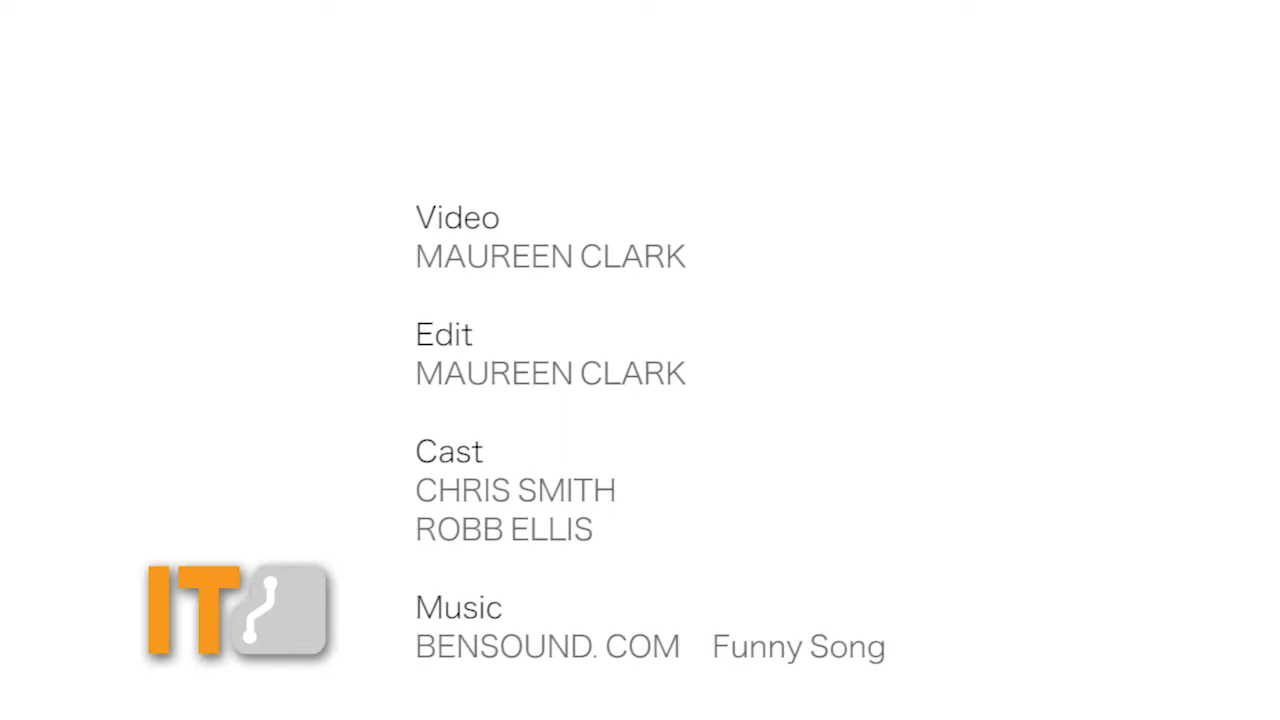 Video
MAUREEN CLARK
Edit
MAUREEN CLARK
Cast
CHRIS SMITH
ROBB ELLIS
Music
BENSOUND. COM Funny Song
IT